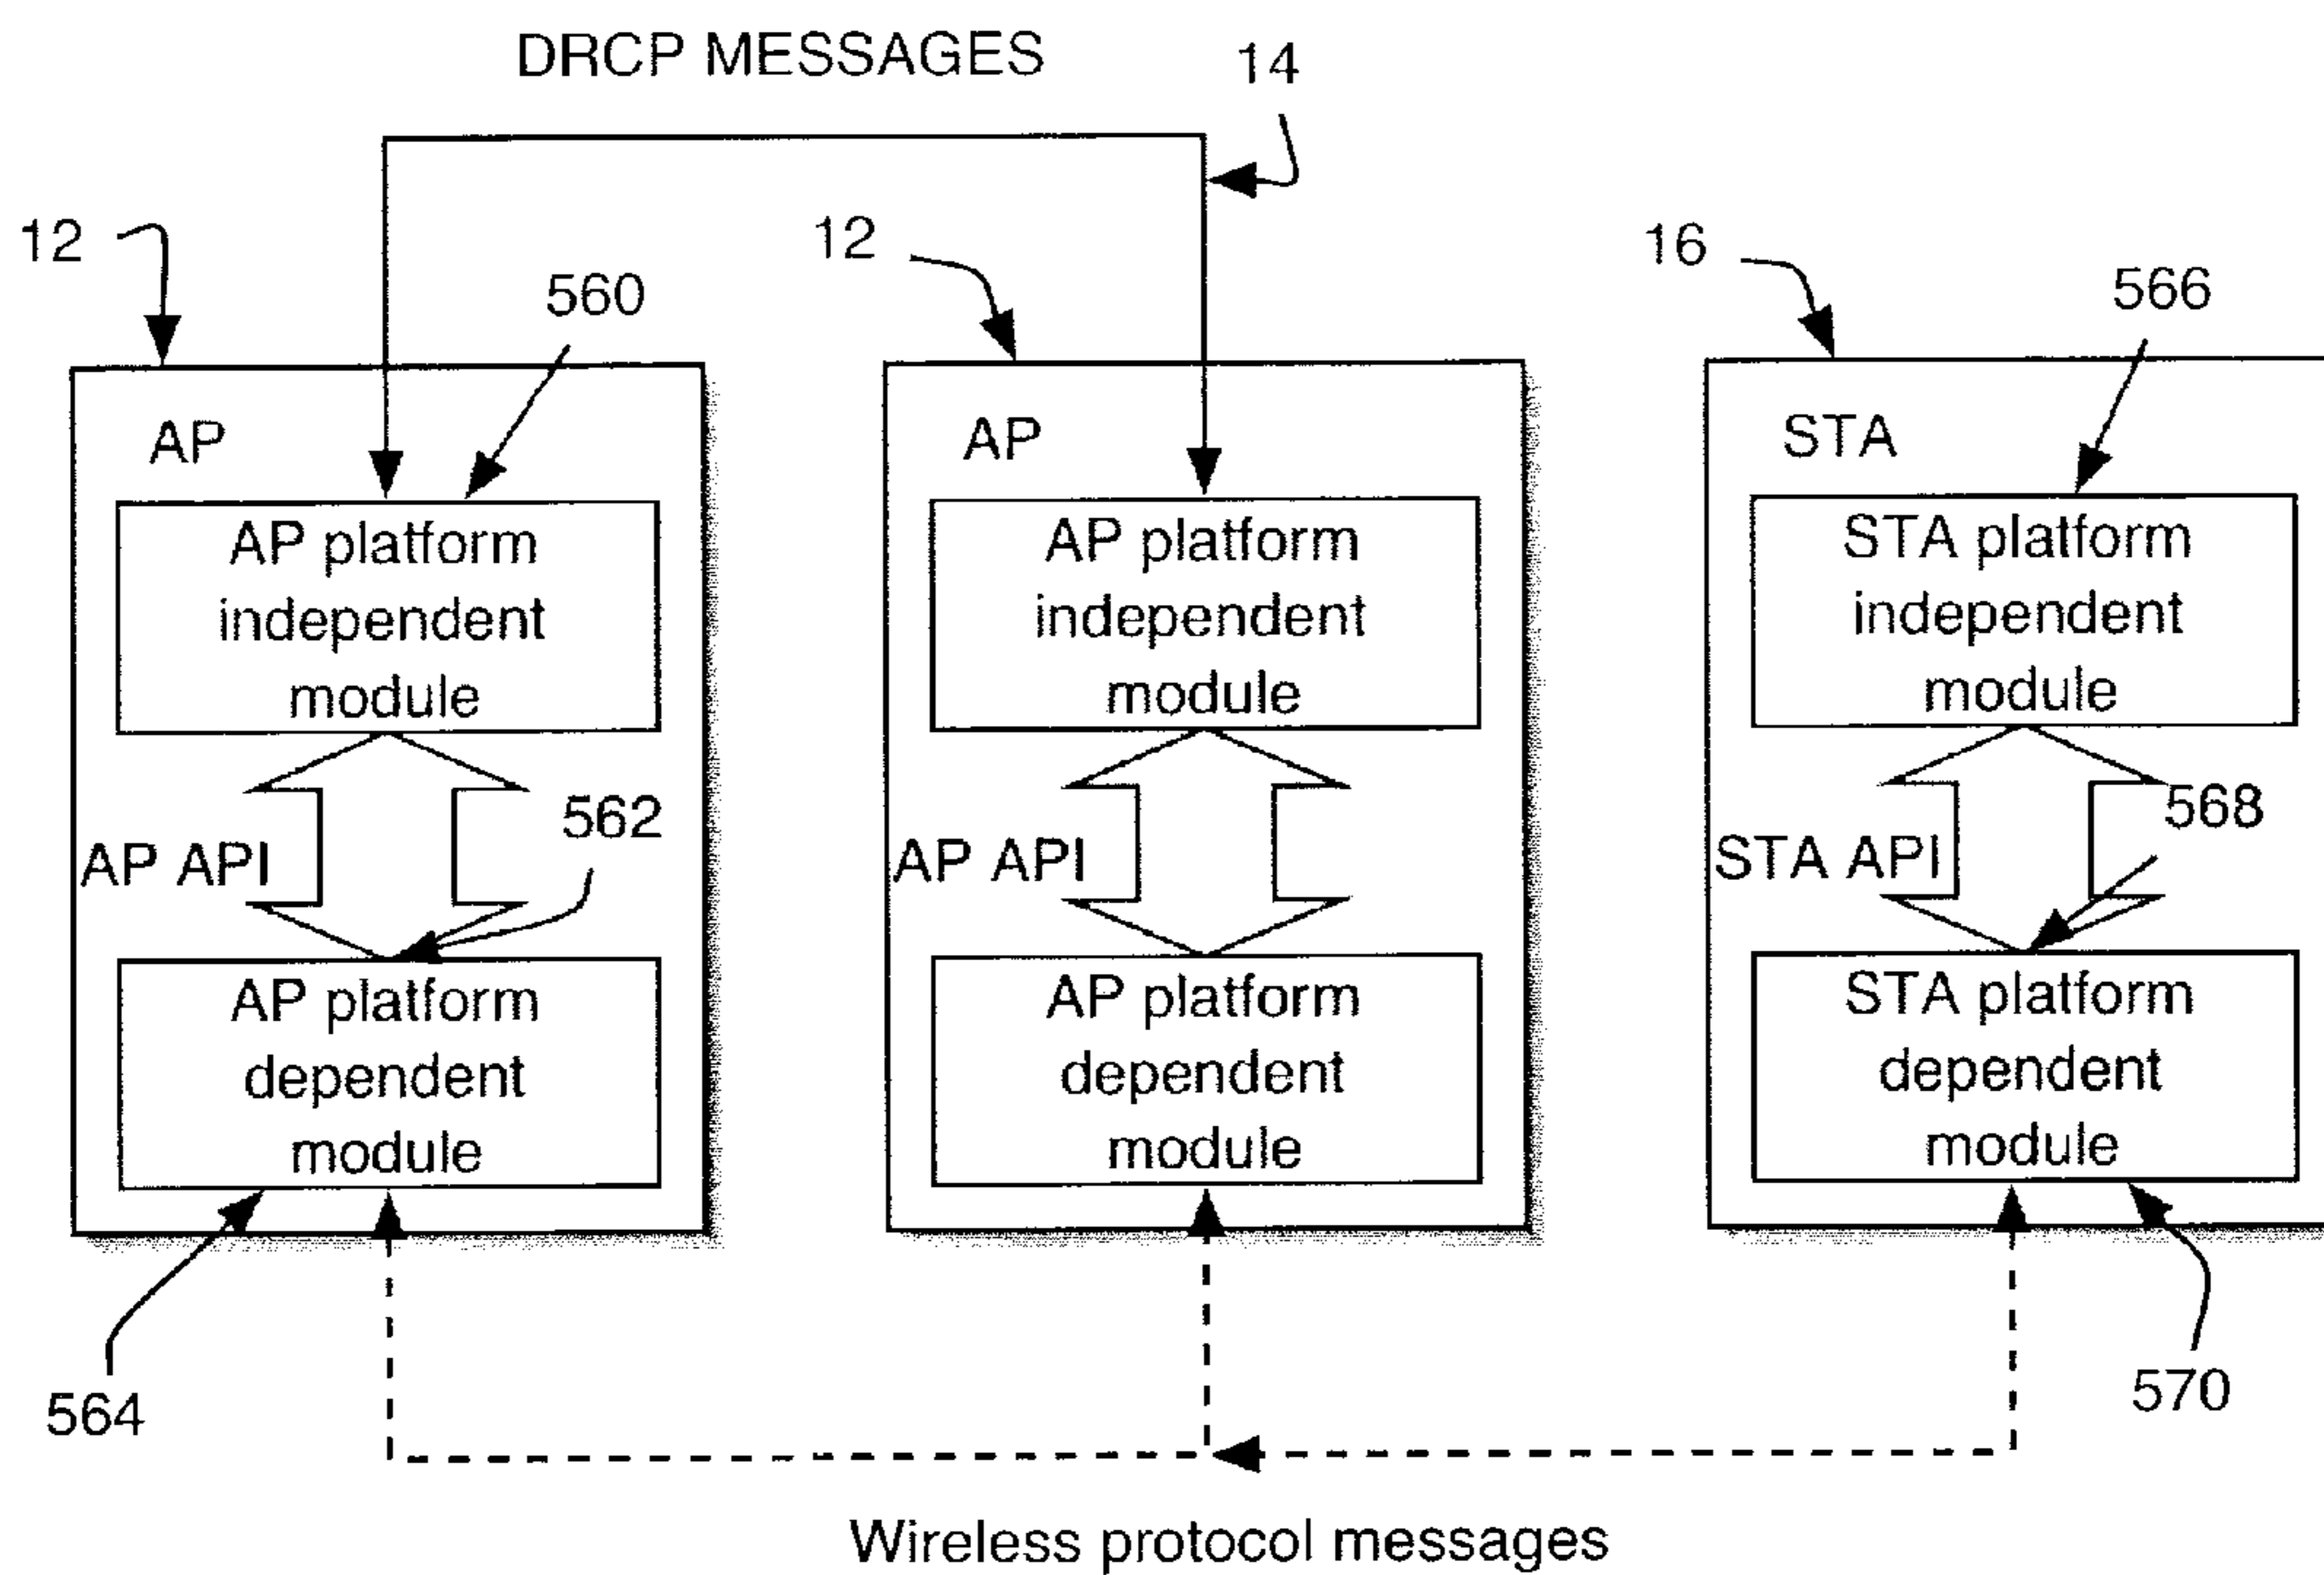 DRCP MESSAGES
14
12
12
16
560
566
AP
AP
STA
AP platform
independent
module
AP platform
independent
module
STA platform
independent
module
562
568
AP API
AP API
STA API
AP platform
dependent
module
AP platform
dependent
module
STA platform
dependent
module
564
570
Wireless protocol messages